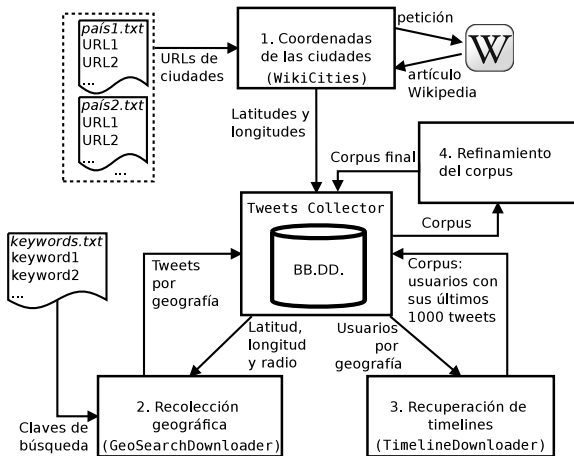 país1.txt
URL1
URL2
...
país2.txt
URL1
URL2
...
...
URLs de
ciudades
1. Coordenadas
de las ciudades
(WikiCities)
petición
W
artículo
Wikipedia
Latitudes y
longitudes
Corpus final
4. Refinamiento
del corpus
Corpus
Tweets Collector
BB.DD.
keywords.txt
keyword1
keyword2
...
Tweets
por
geografía
Corpus:
usuarios con
sus últimos
1000 tweets
Latitud,
longitud
y radio
Usuarios
por
geografía
Claves de
búsqueda
2. Recolección
geográfica
(GeoSearchDownloader)
3. Recuperación de
timelines
(TimelineDownloader)